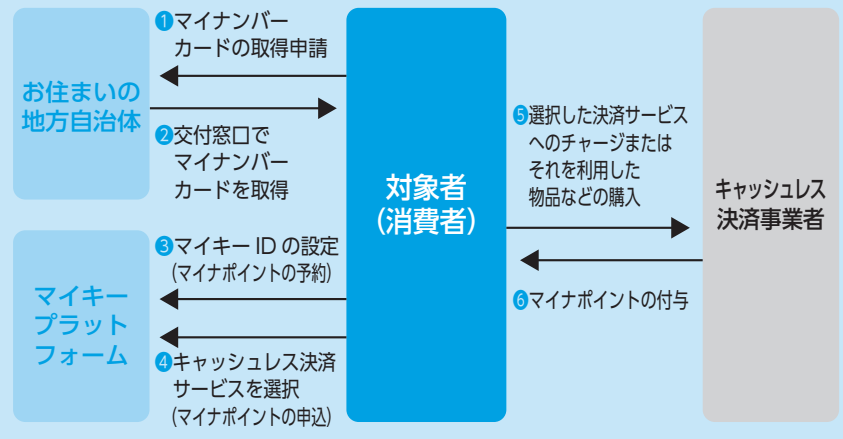 ❶マイナンバー
カードの取得申請
お住まいの
地方自治体
❷交付窓口で
マイナンバー
カードを取得
対象者
(消費者)
❸マイキーIDの設定
(マイナポイントの予約)
マイキー
プラット
フォーム
❹キャッシュレス決済
サービスを選択
(マイナポイントの申込)
❺選択した決済サービス
へのチャージまたは
それを利用した
物品などの購入
キャッシュレス
決済事業者
❻マイナポイントの付与